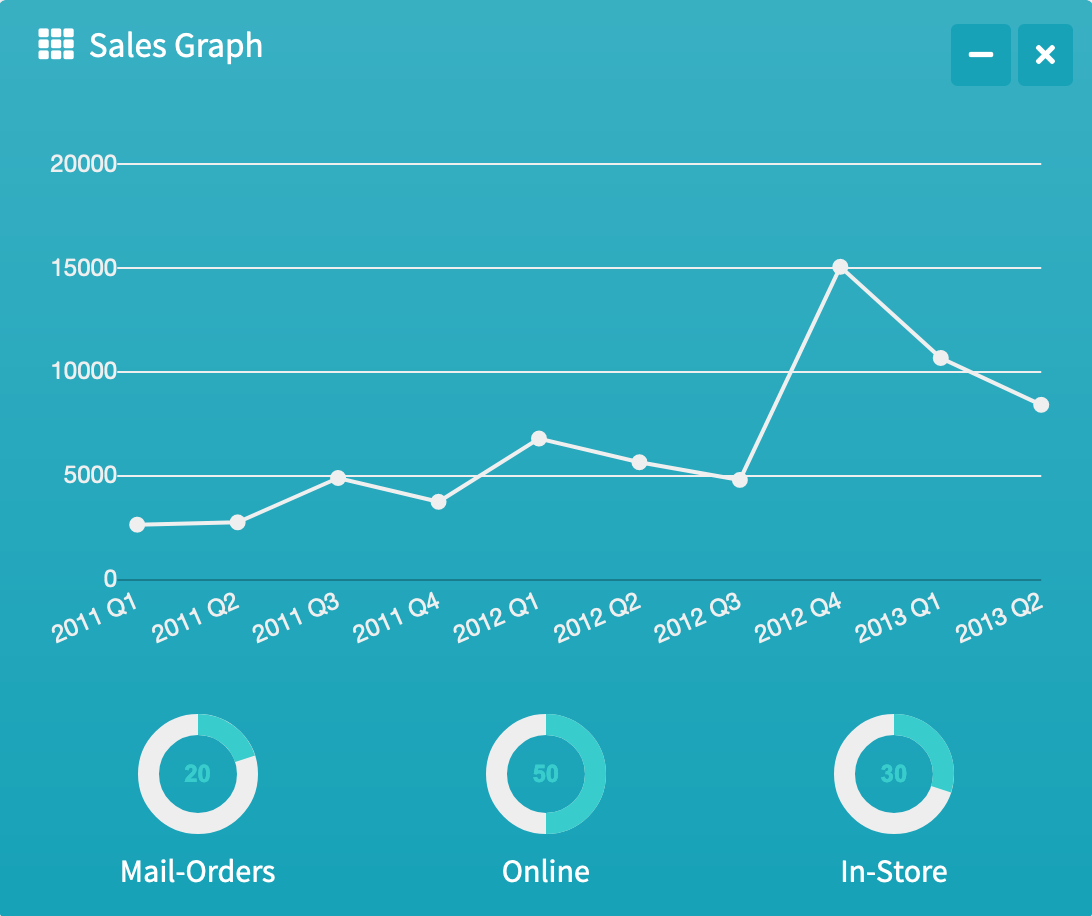 Sales Graph
20000
15000
10000
5000
0
2011 Q1
2011 Q2
2011 Q3
2011 Q4
2012 Q1
2012 Q2
2012 Q3
2012 Q4
2013 Q1
2013 Q2
20
50
30
Mail-Orders
Online
In-Store